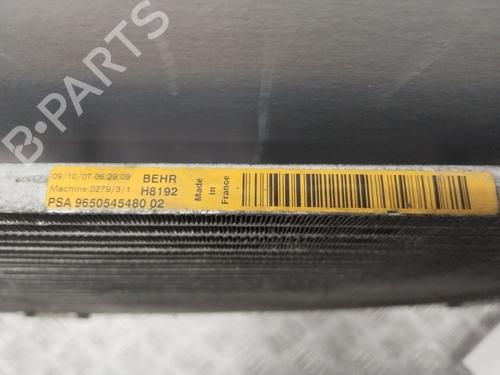 B-PARTS
09/10/07 06:29:09 BEHR
Machine:0279/3/1 H8192
PSA 9650545480 02
Made
in
France